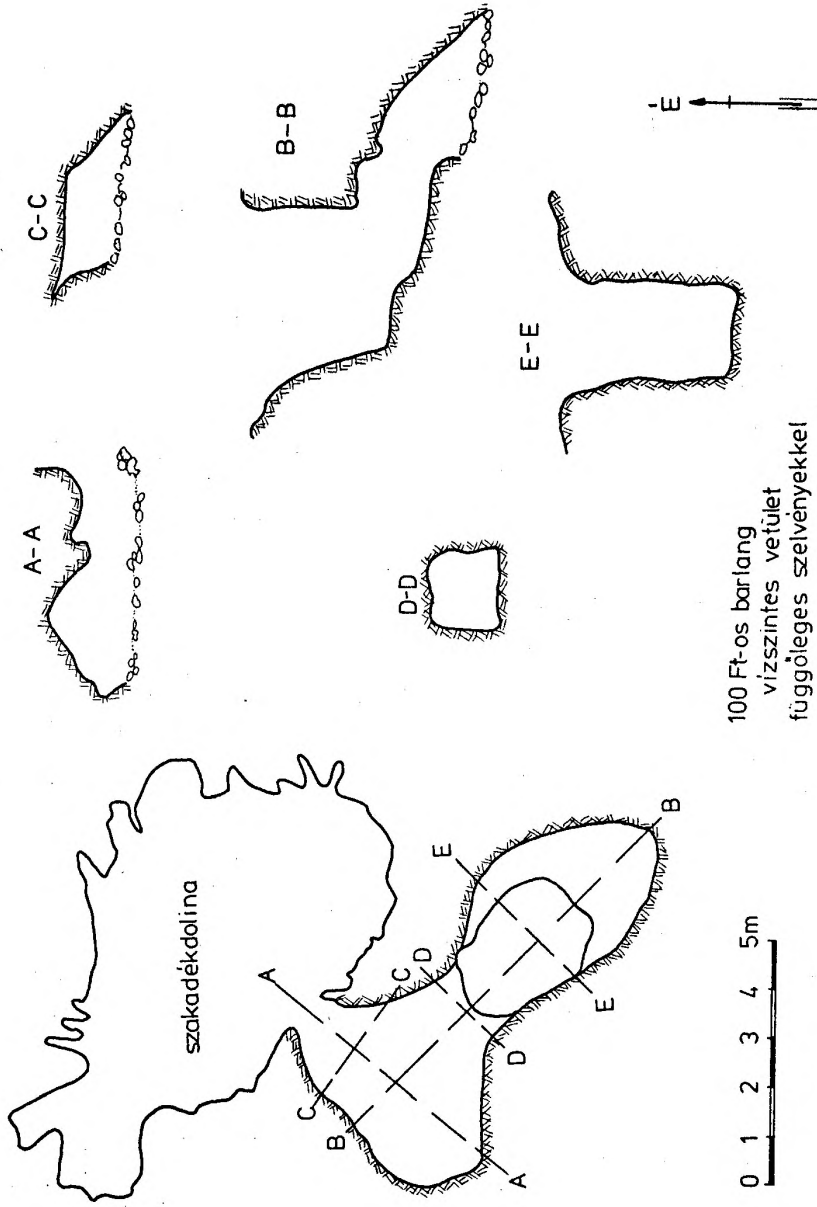 szakadékdolina
A
A
B
B
C
C
D
D
E
E
A-A
C-C
B-B
D-D
E-E
É
0 1 2 3 4 5m
100 Ft-os barlang
vízszintes vetület
függőleges szelvényekkel